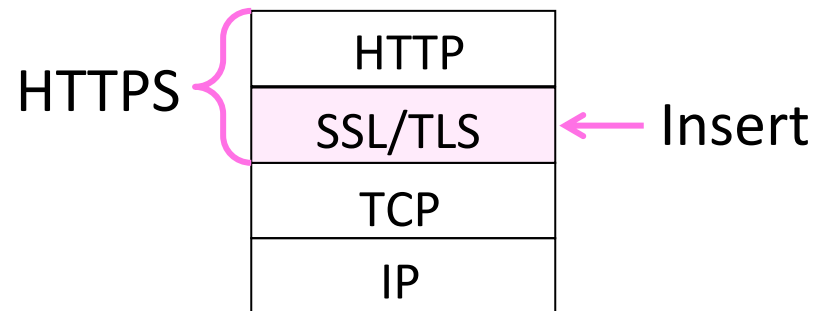 HTTP
HTTPS
SSL/TLS
Insert
TCP
IP